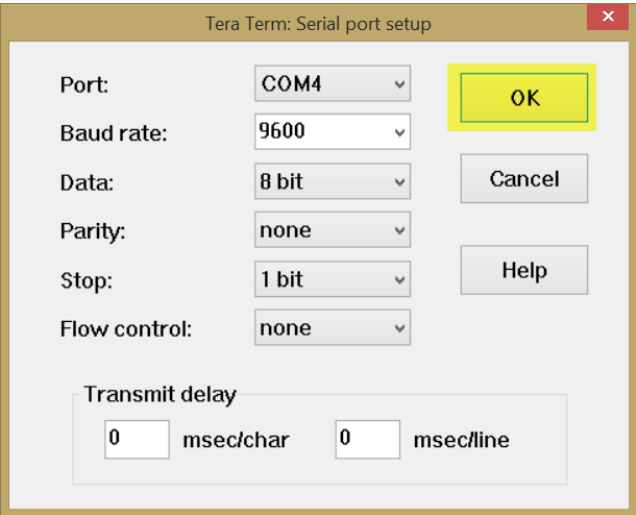 Tera Term: Serial port setup
x
Port: COM4 OK
Baud rate: 9600
Data: 8 bit Cancel
Parity: none
Stop: 1 bit Help
Flow control: none
Transmit delay
0 msec/char 0 msec/line